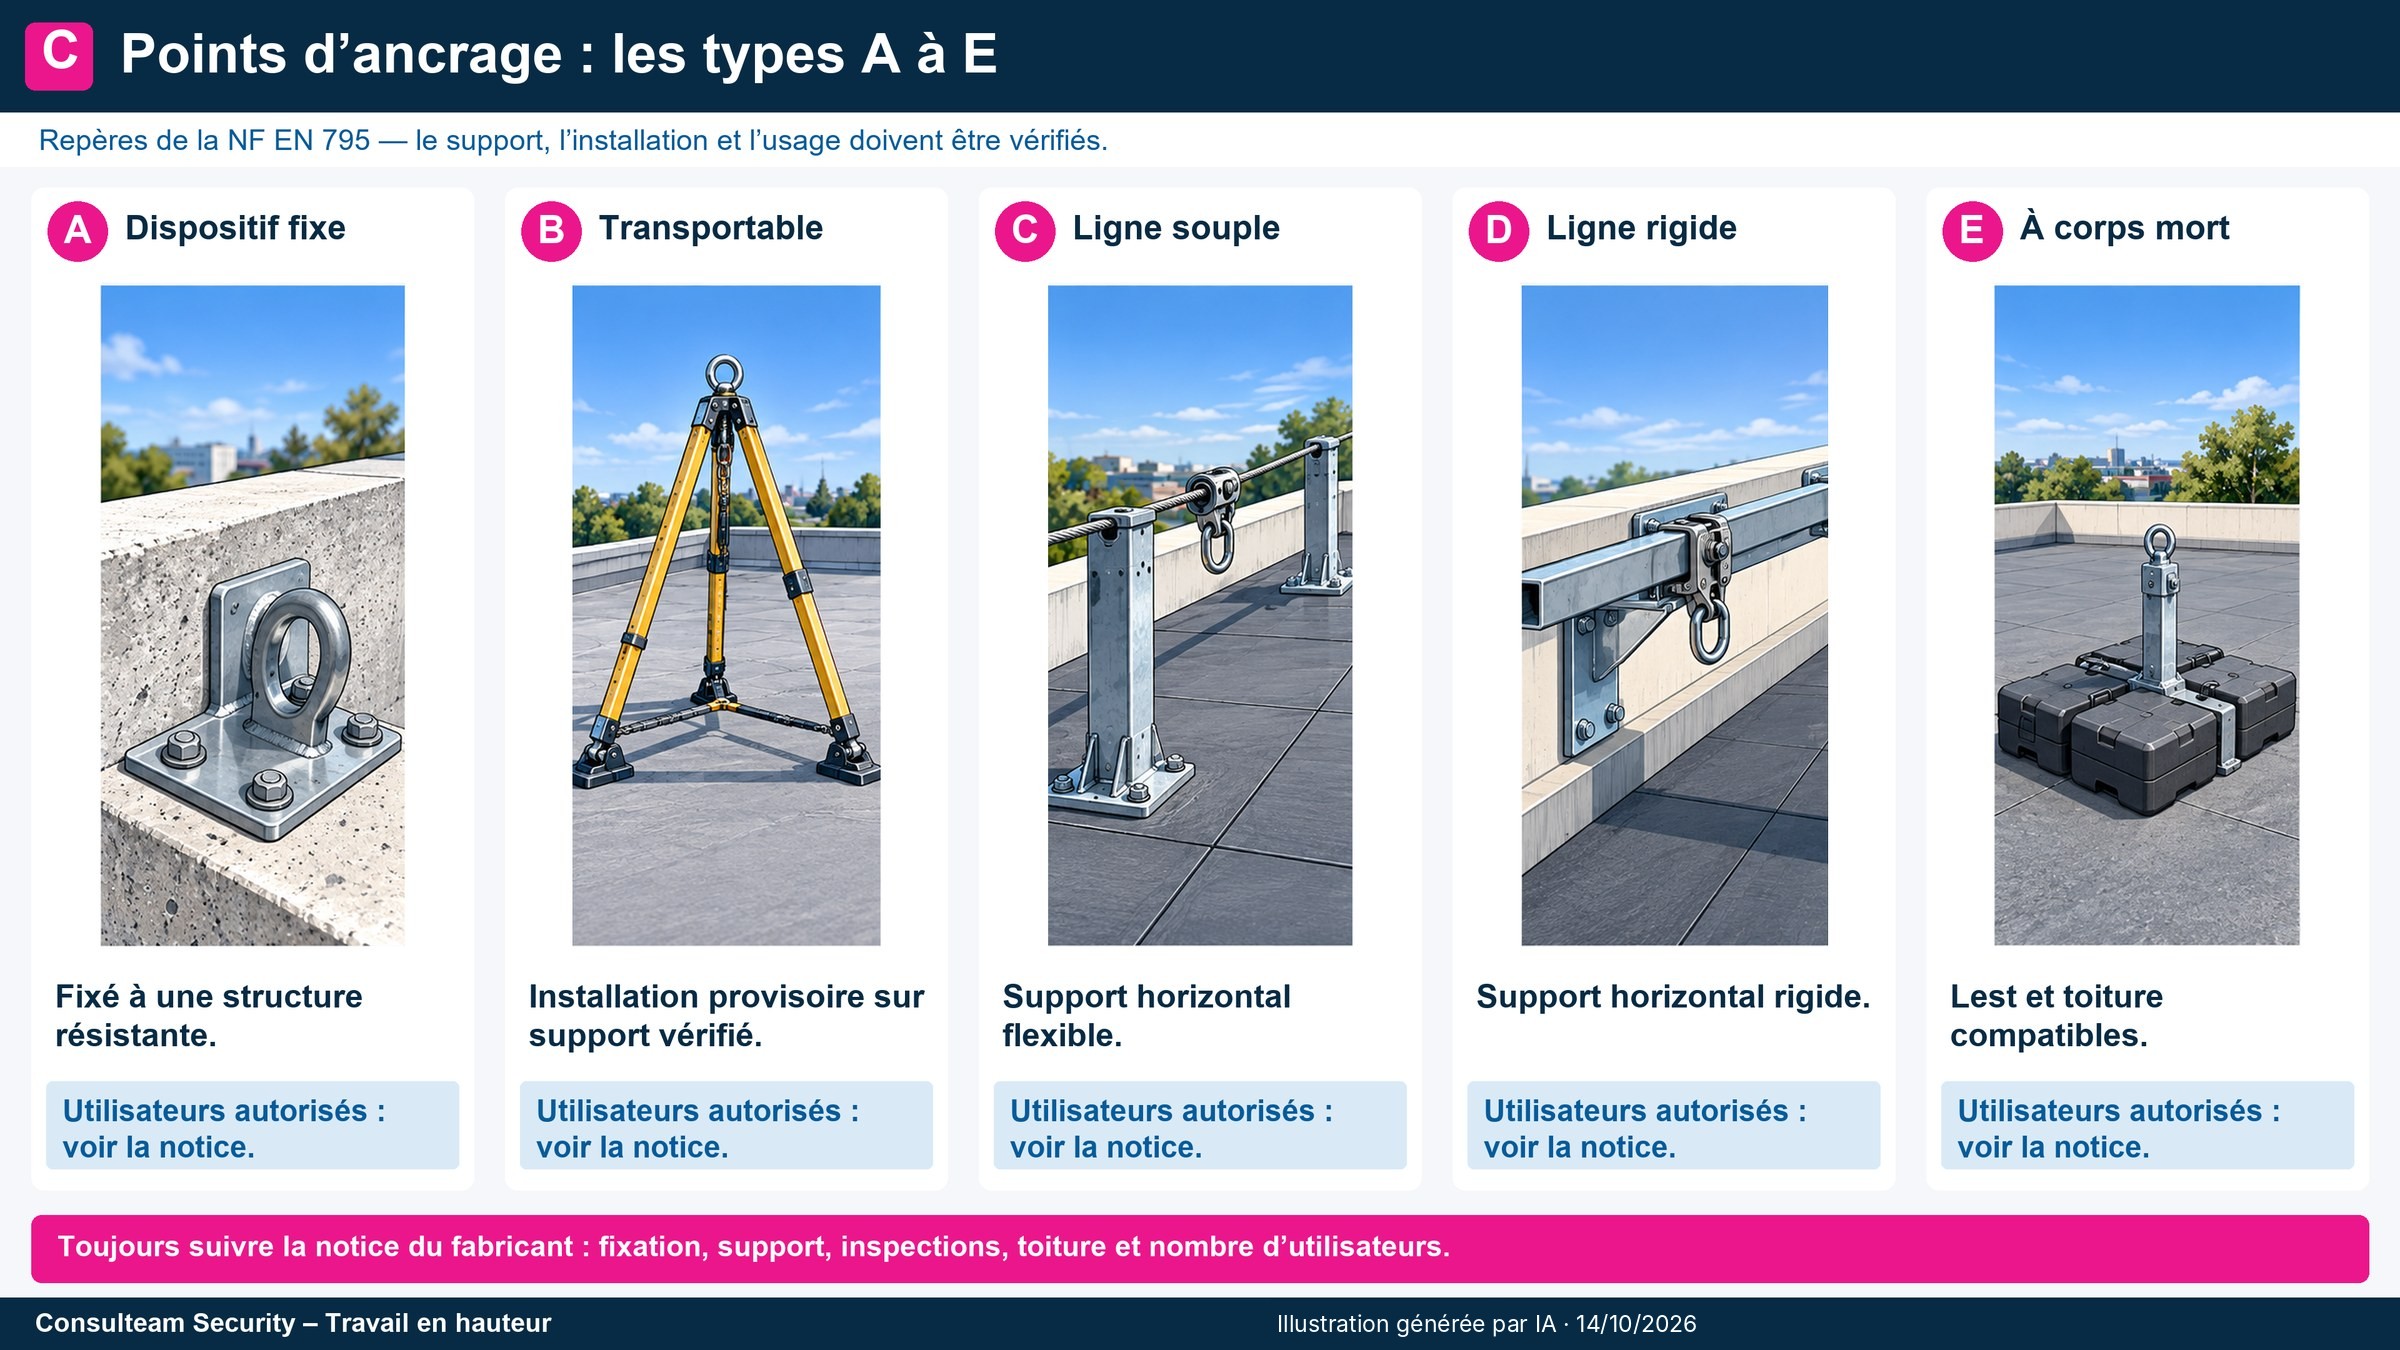 C
Points d’ancrage : les types A à E
Repères de la NF EN 795 — le support, l’installation et l’usage doivent être vérifiés.
A Dispositif fixe
Fixé à une structure
résistante.
Utilisateurs autorisés :
voir la notice.
B Transportable
Installation provisoire sur
support vérifié.
Utilisateurs autorisés :
voir la notice.
C Ligne souple
Support horizontal
flexible.
Utilisateurs autorisés :
voir la notice.
D Ligne rigide
Support horizontal rigide.
Utilisateurs autorisés :
voir la notice.
E À corps mort
Lest et toiture
compatibles.
Utilisateurs autorisés :
voir la notice.
Toujours suivre la notice du fabricant : fixation, support, inspections, toiture et nombre d’utilisateurs.
Consulteam Security – Travail en hauteur
Illustration générée par IA · 14/10/2026